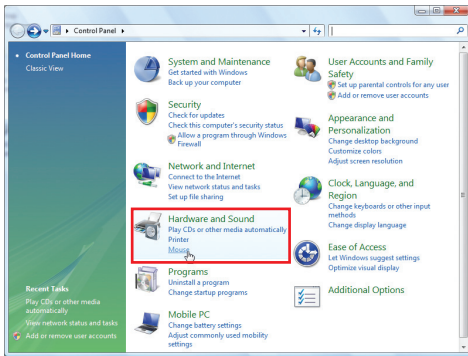 Control Panel
Control Panel Home
Classic View
System and Maintenance
Get started with Windows
Back up your computer
Security
Check for updates
Check this computer's security status
Allow a program through Windows
Firewall
Network and Internet
Connect to the Internet
View network status and tasks
Set up file sharing
Hardware and Sound
Play CDs or other media automatically
Printer
Mouse
Programs
Uninstall a program
Change startup programs
Mobile PC
Change battery settings
Adjust commonly used mobility
settings
User Accounts and Family
Safety
Set up parental controls for any user
Add or remove user accounts
Appearance and
Personalization
Change desktop background
Customize colors
Adjust screen resolution
Clock, Language, and
Region
Change keyboards or other input
methods
Change display language
Ease of Access
Let Windows suggest settings
Optimize visual display
Additional Options
Recent Tasks
Play CDs or other media
automatically
View network status and tasks
Add or remove user accounts